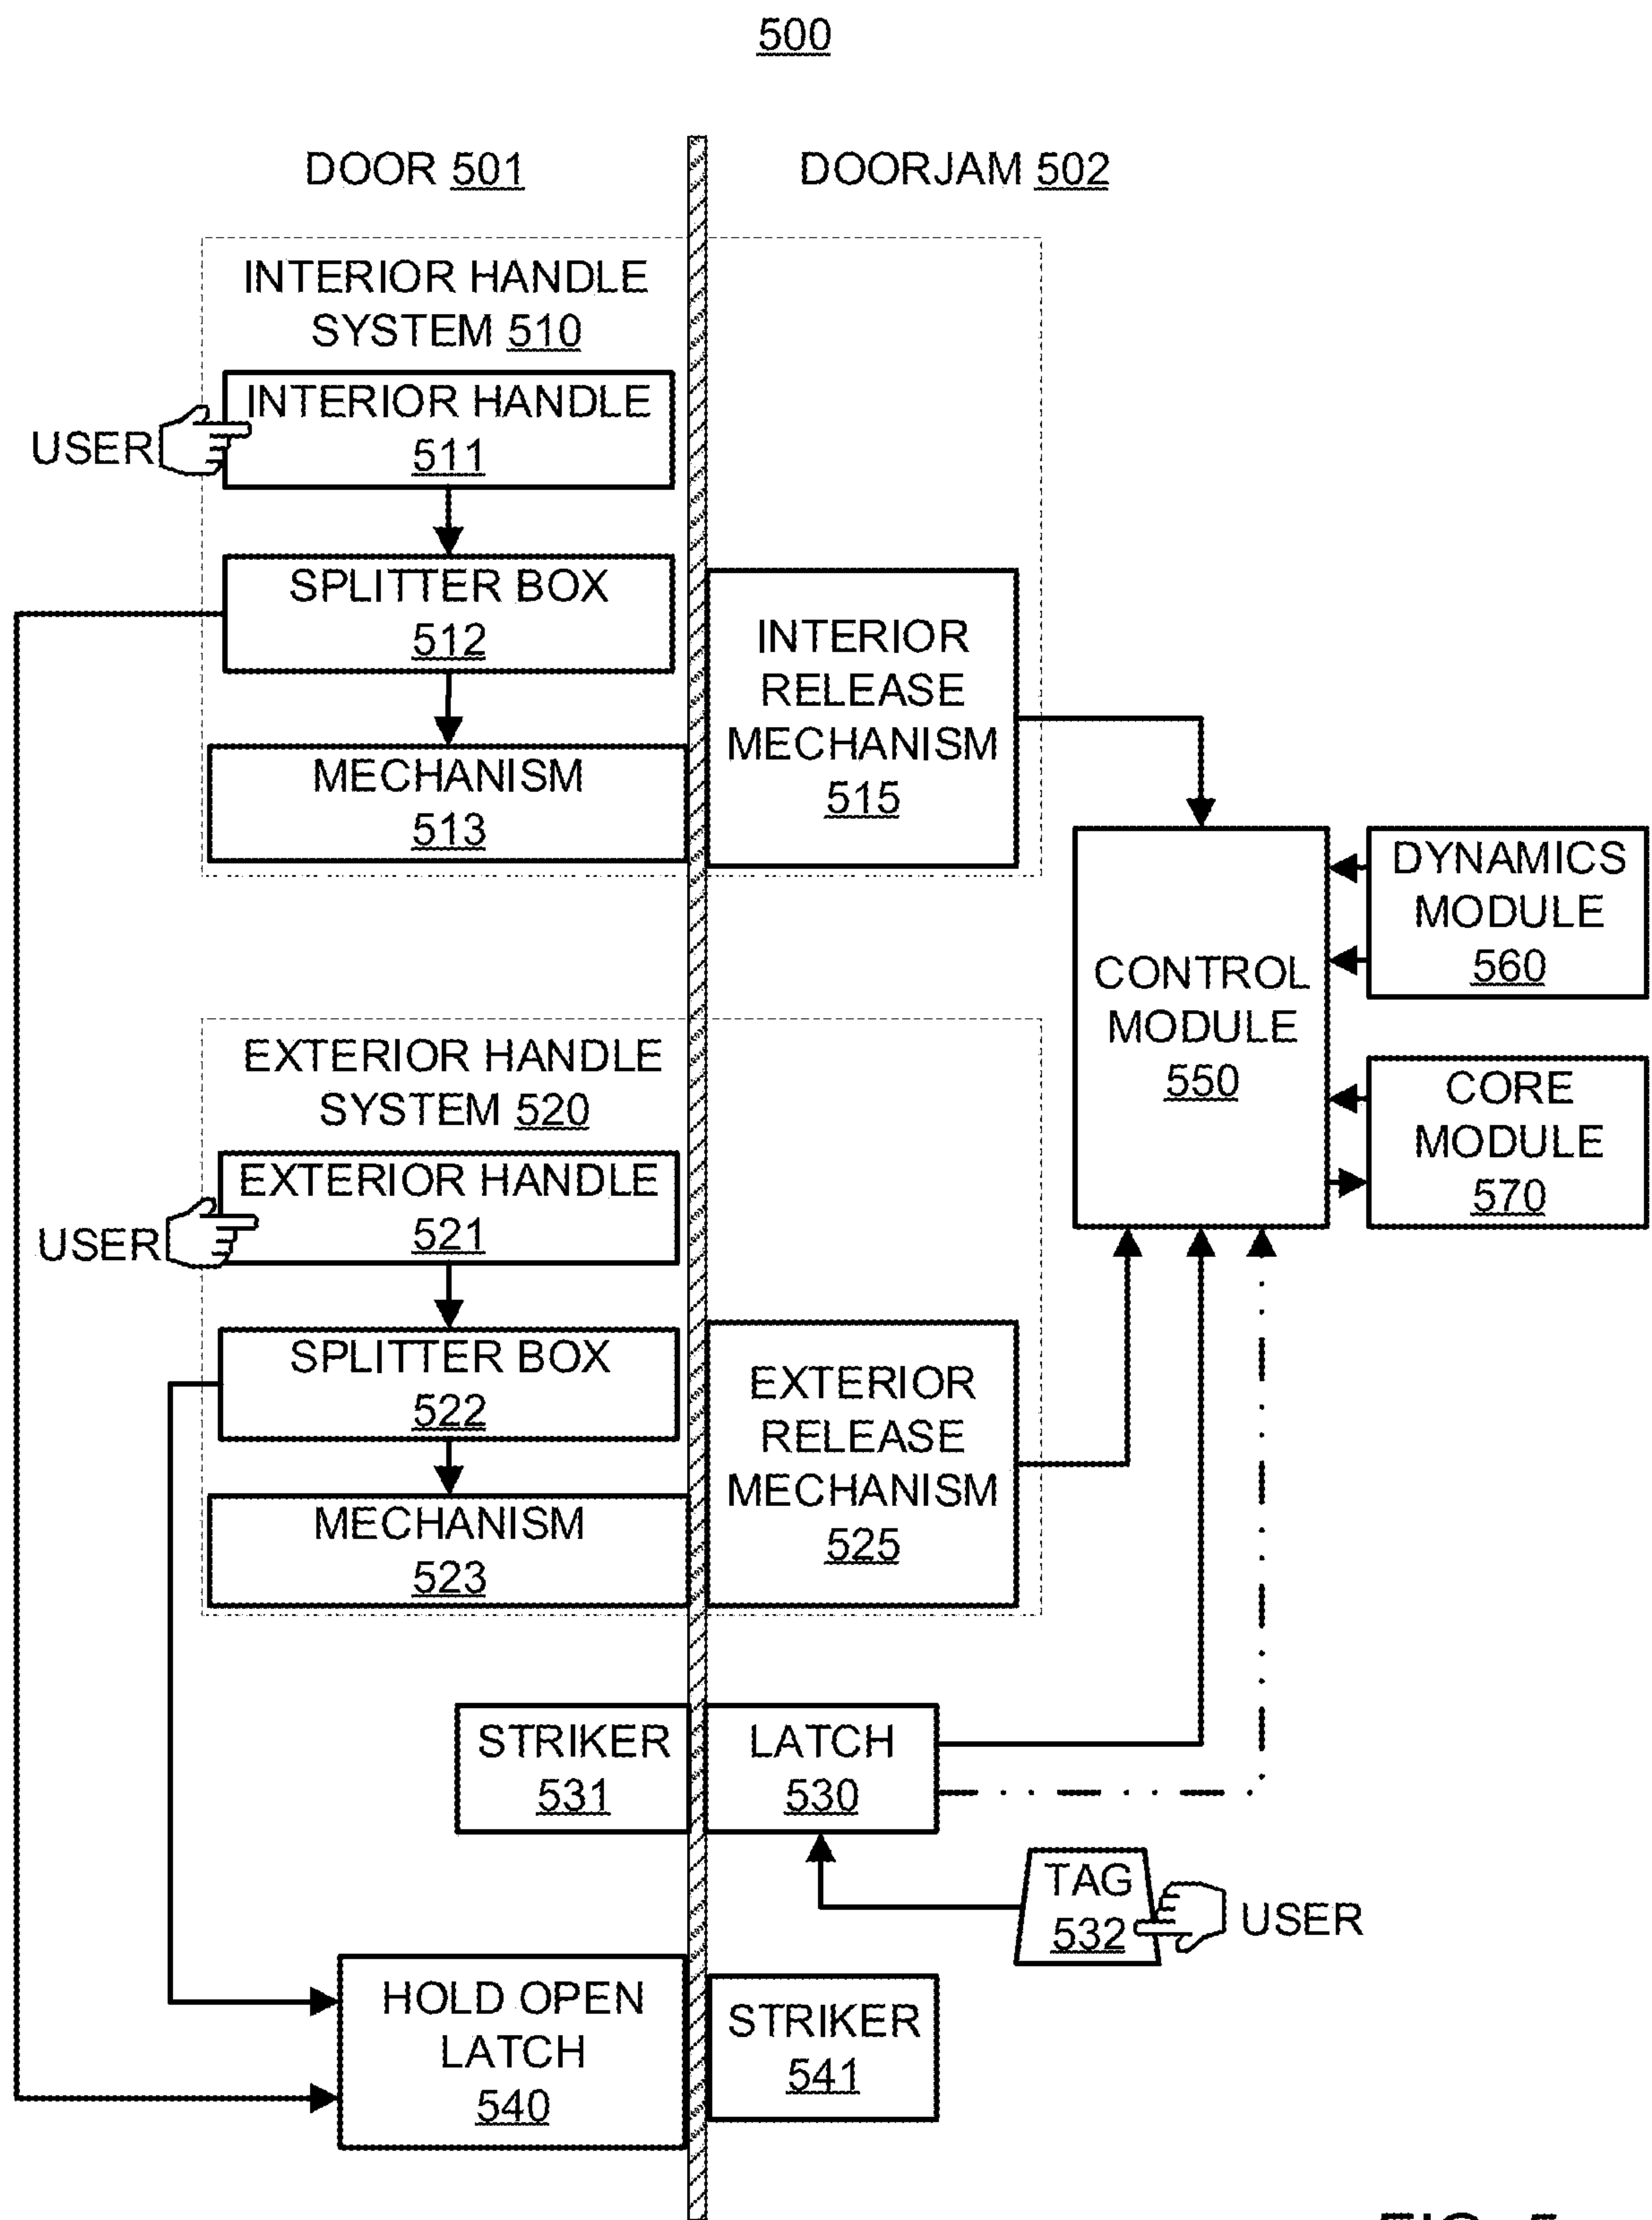 500
DOOR 501
DOORJAM 502
INTERIOR HANDLE
SYSTEM 510
INTERIOR HANDLE
511
USER
SPLITTER BOX
512
MECHANISM
513
INTERIOR
RELEASE
MECHANISM
515
CONTROL
MODULE
550
DYNAMICS
MODULE
560
CORE
MODULE
570
EXTERIOR HANDLE
SYSTEM 520
EXTERIOR HANDLE
521
USER
SPLITTER BOX
522
MECHANISM
523
EXTERIOR
RELEASE
MECHANISM
525
STRIKER
531
LATCH
530
TAG
532
USER
HOLD OPEN
LATCH
540
STRIKER
541